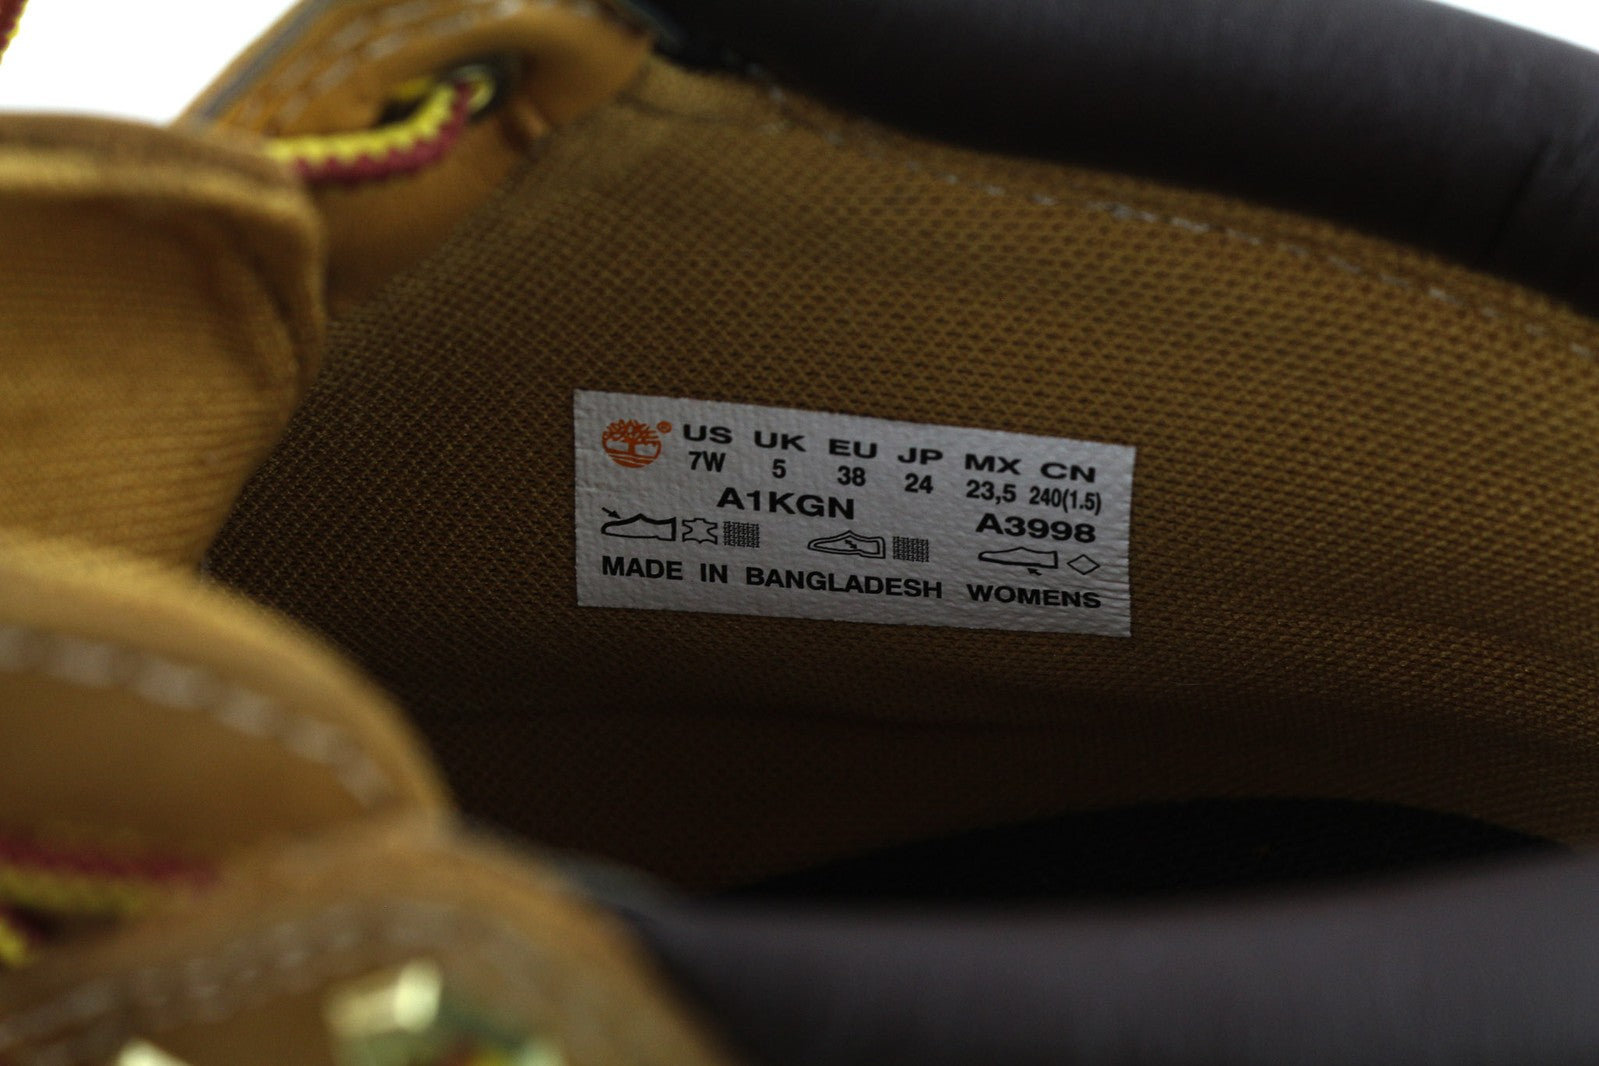 ® US UK EU JP MX CN
7W 5 38 24 23,5 240(1.5)
A1KGN A3998
MADE IN BANGLADESH WOMENS